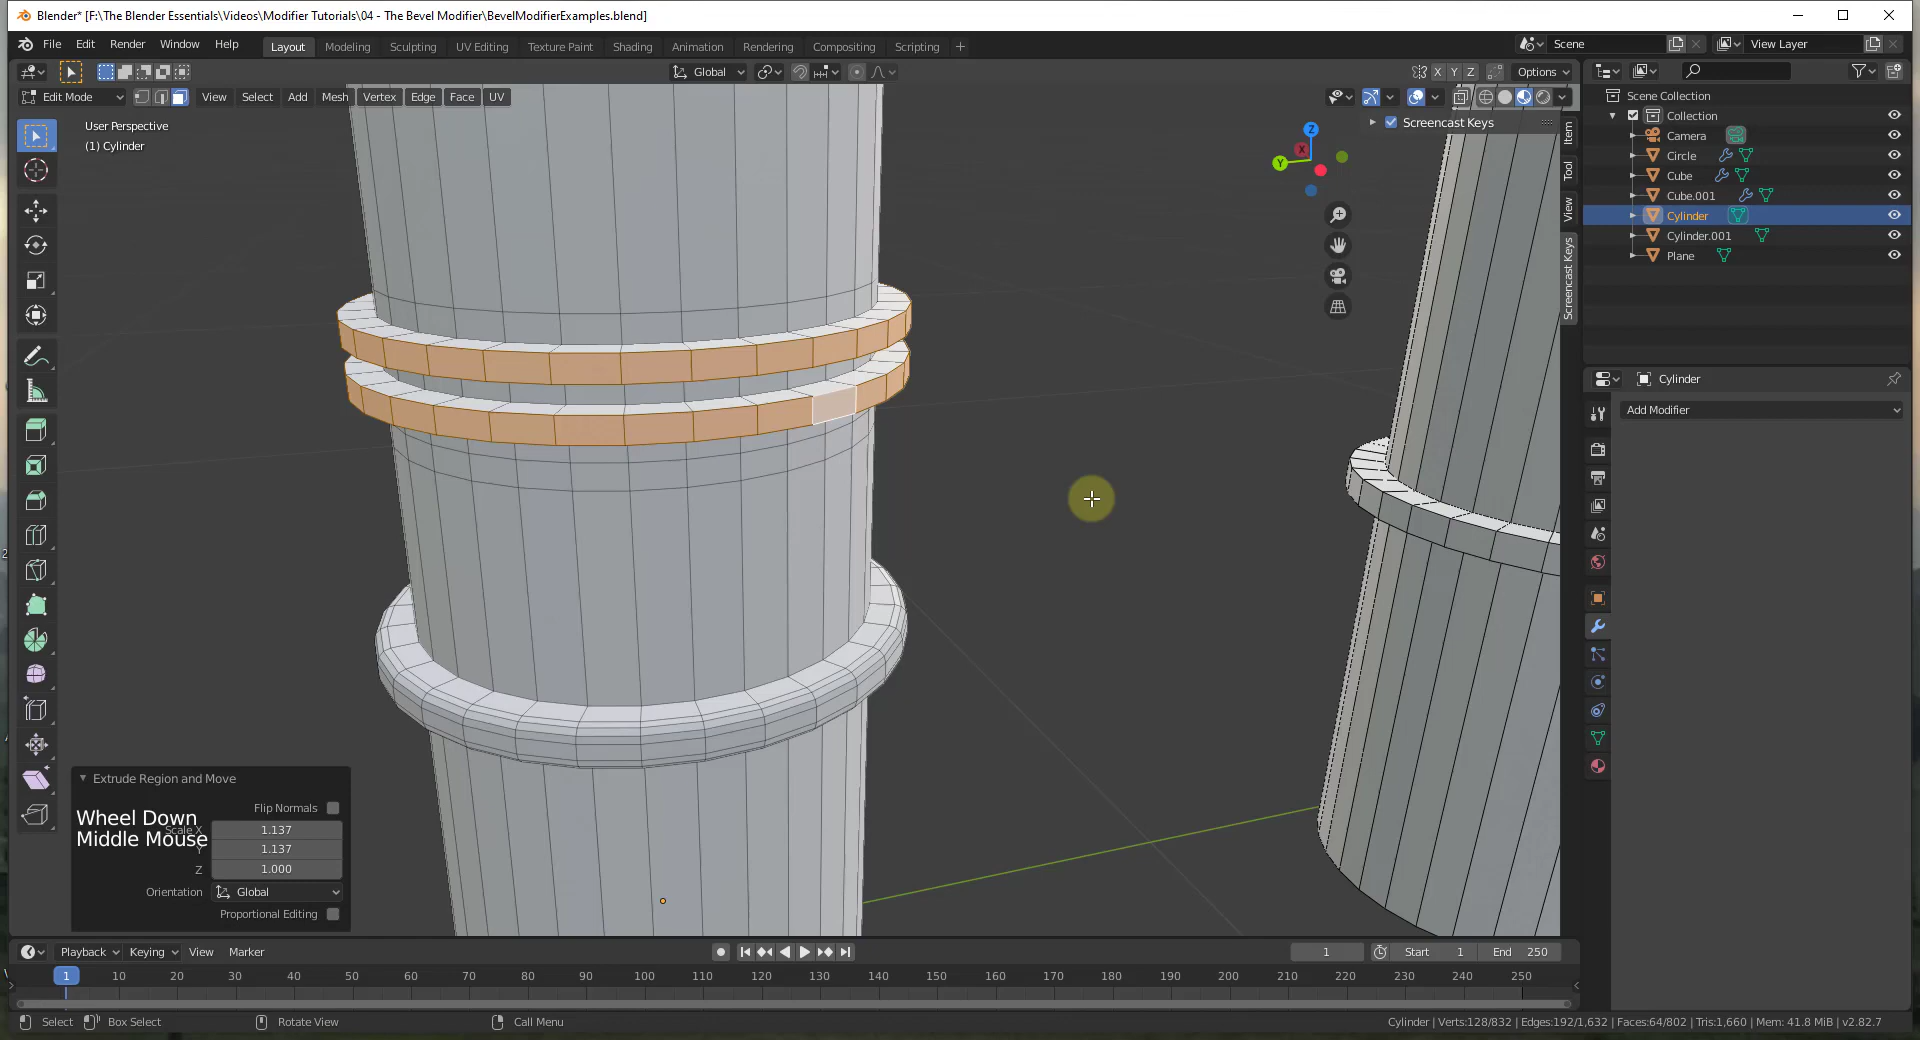 Blender* [F:\The Blender Essentials\Videos\Modifier Tutorials\04 - The Bevel Modifier\BevelModifierExamples.blend]
File Edit Render Window Help Layout Modeling Sculpting UV Editing Texture Paint Shading Animation Rendering Compositing Scripting + Scene View Layer
Global X Y Z Options
Edit Mode View Select Add Mesh Vertex Edge Face UV
Scene Collection
Collection
Camera
Circle
Cube
Cube.001
Cylinder
Cylinder.001
Plane
User Perspective
(1) Cylinder
Screencast Keys
Z
X
Y
Item
Tool
View
Screencast Keys
Cylinder
Add Modifier
Extrude Region and Move
Flip Normals
Wheel Down
Scale X 1.137
Middle Mouse
Y 1.137
Z 1.000
Orientation Global
Proportional Editing
Playback Keying View Marker 1 Start 1 End 250
1 10 20 30 40 50 60 70 80 90 100 110 120 130 140 150 160 170 180 190 200 210 220 230 240 250
Select Box Select Rotate View Call Menu Cylinder | Verts:128/832 | Edges:192/1,632 | Faces:64/802 | Tris:1,660 | Mem: 41.8 MiB | v2.82.7